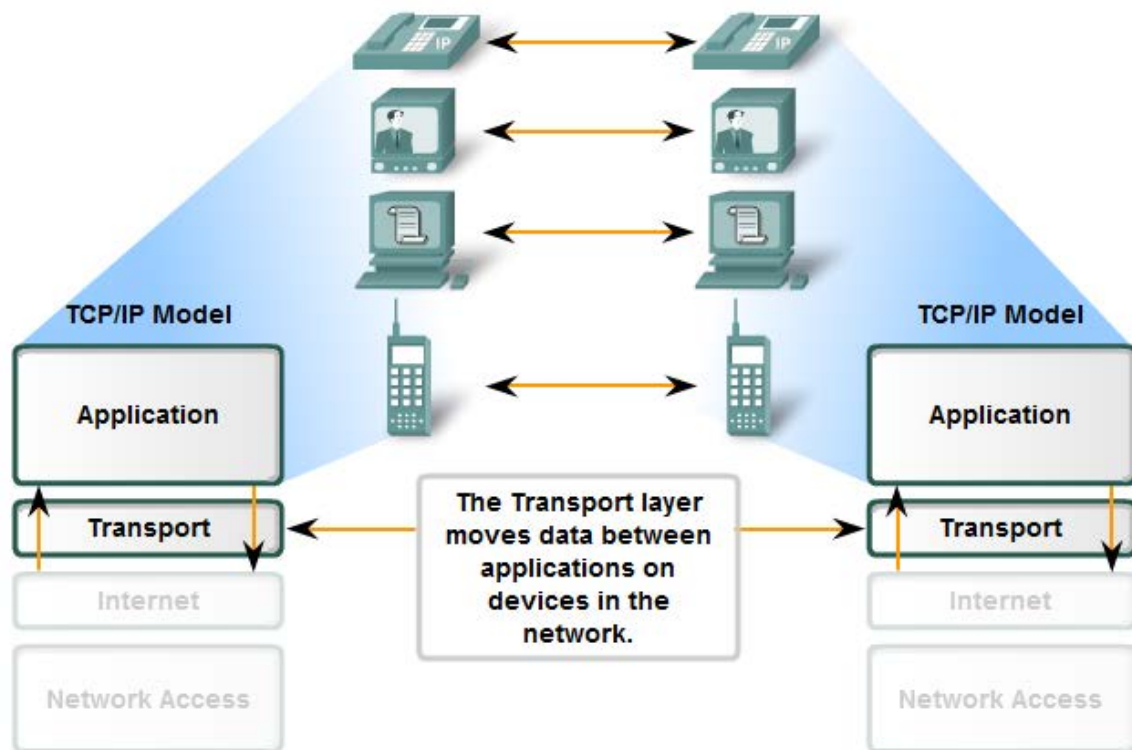 IP
IP
TCP/IP Model
TCP/IP Model
Application
Application
The Transport layer
moves data between
applications on
devices in the
network.
Transport
Transport
Internet
Internet
Network Access
Network Access